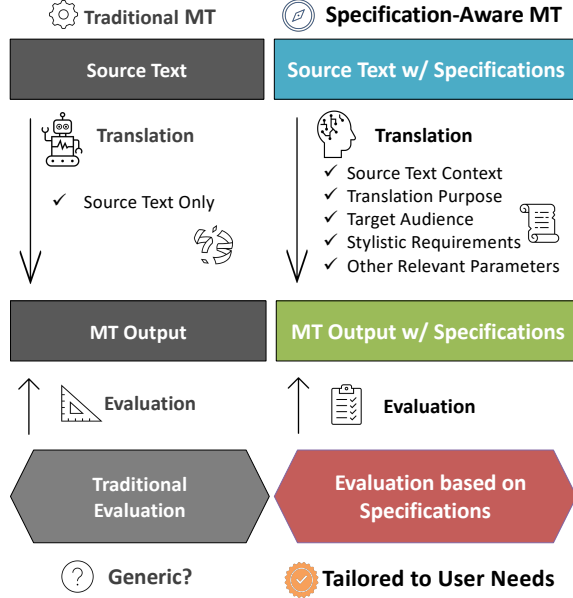 Traditional MT
Specification-Aware MT
Source Text
Source Text w/ Specifications
Translation
✓ Source Text Only
Translation
✓ Source Text Context
✓ Translation Purpose
✓ Target Audience
✓ Stylistic Requirements
✓ Other Relevant Parameters
MT Output
MT Output w/ Specifications
Evaluation
Evaluation
Traditional
Evaluation
Evaluation based on
Specifications
? Generic?
Tailored to User Needs